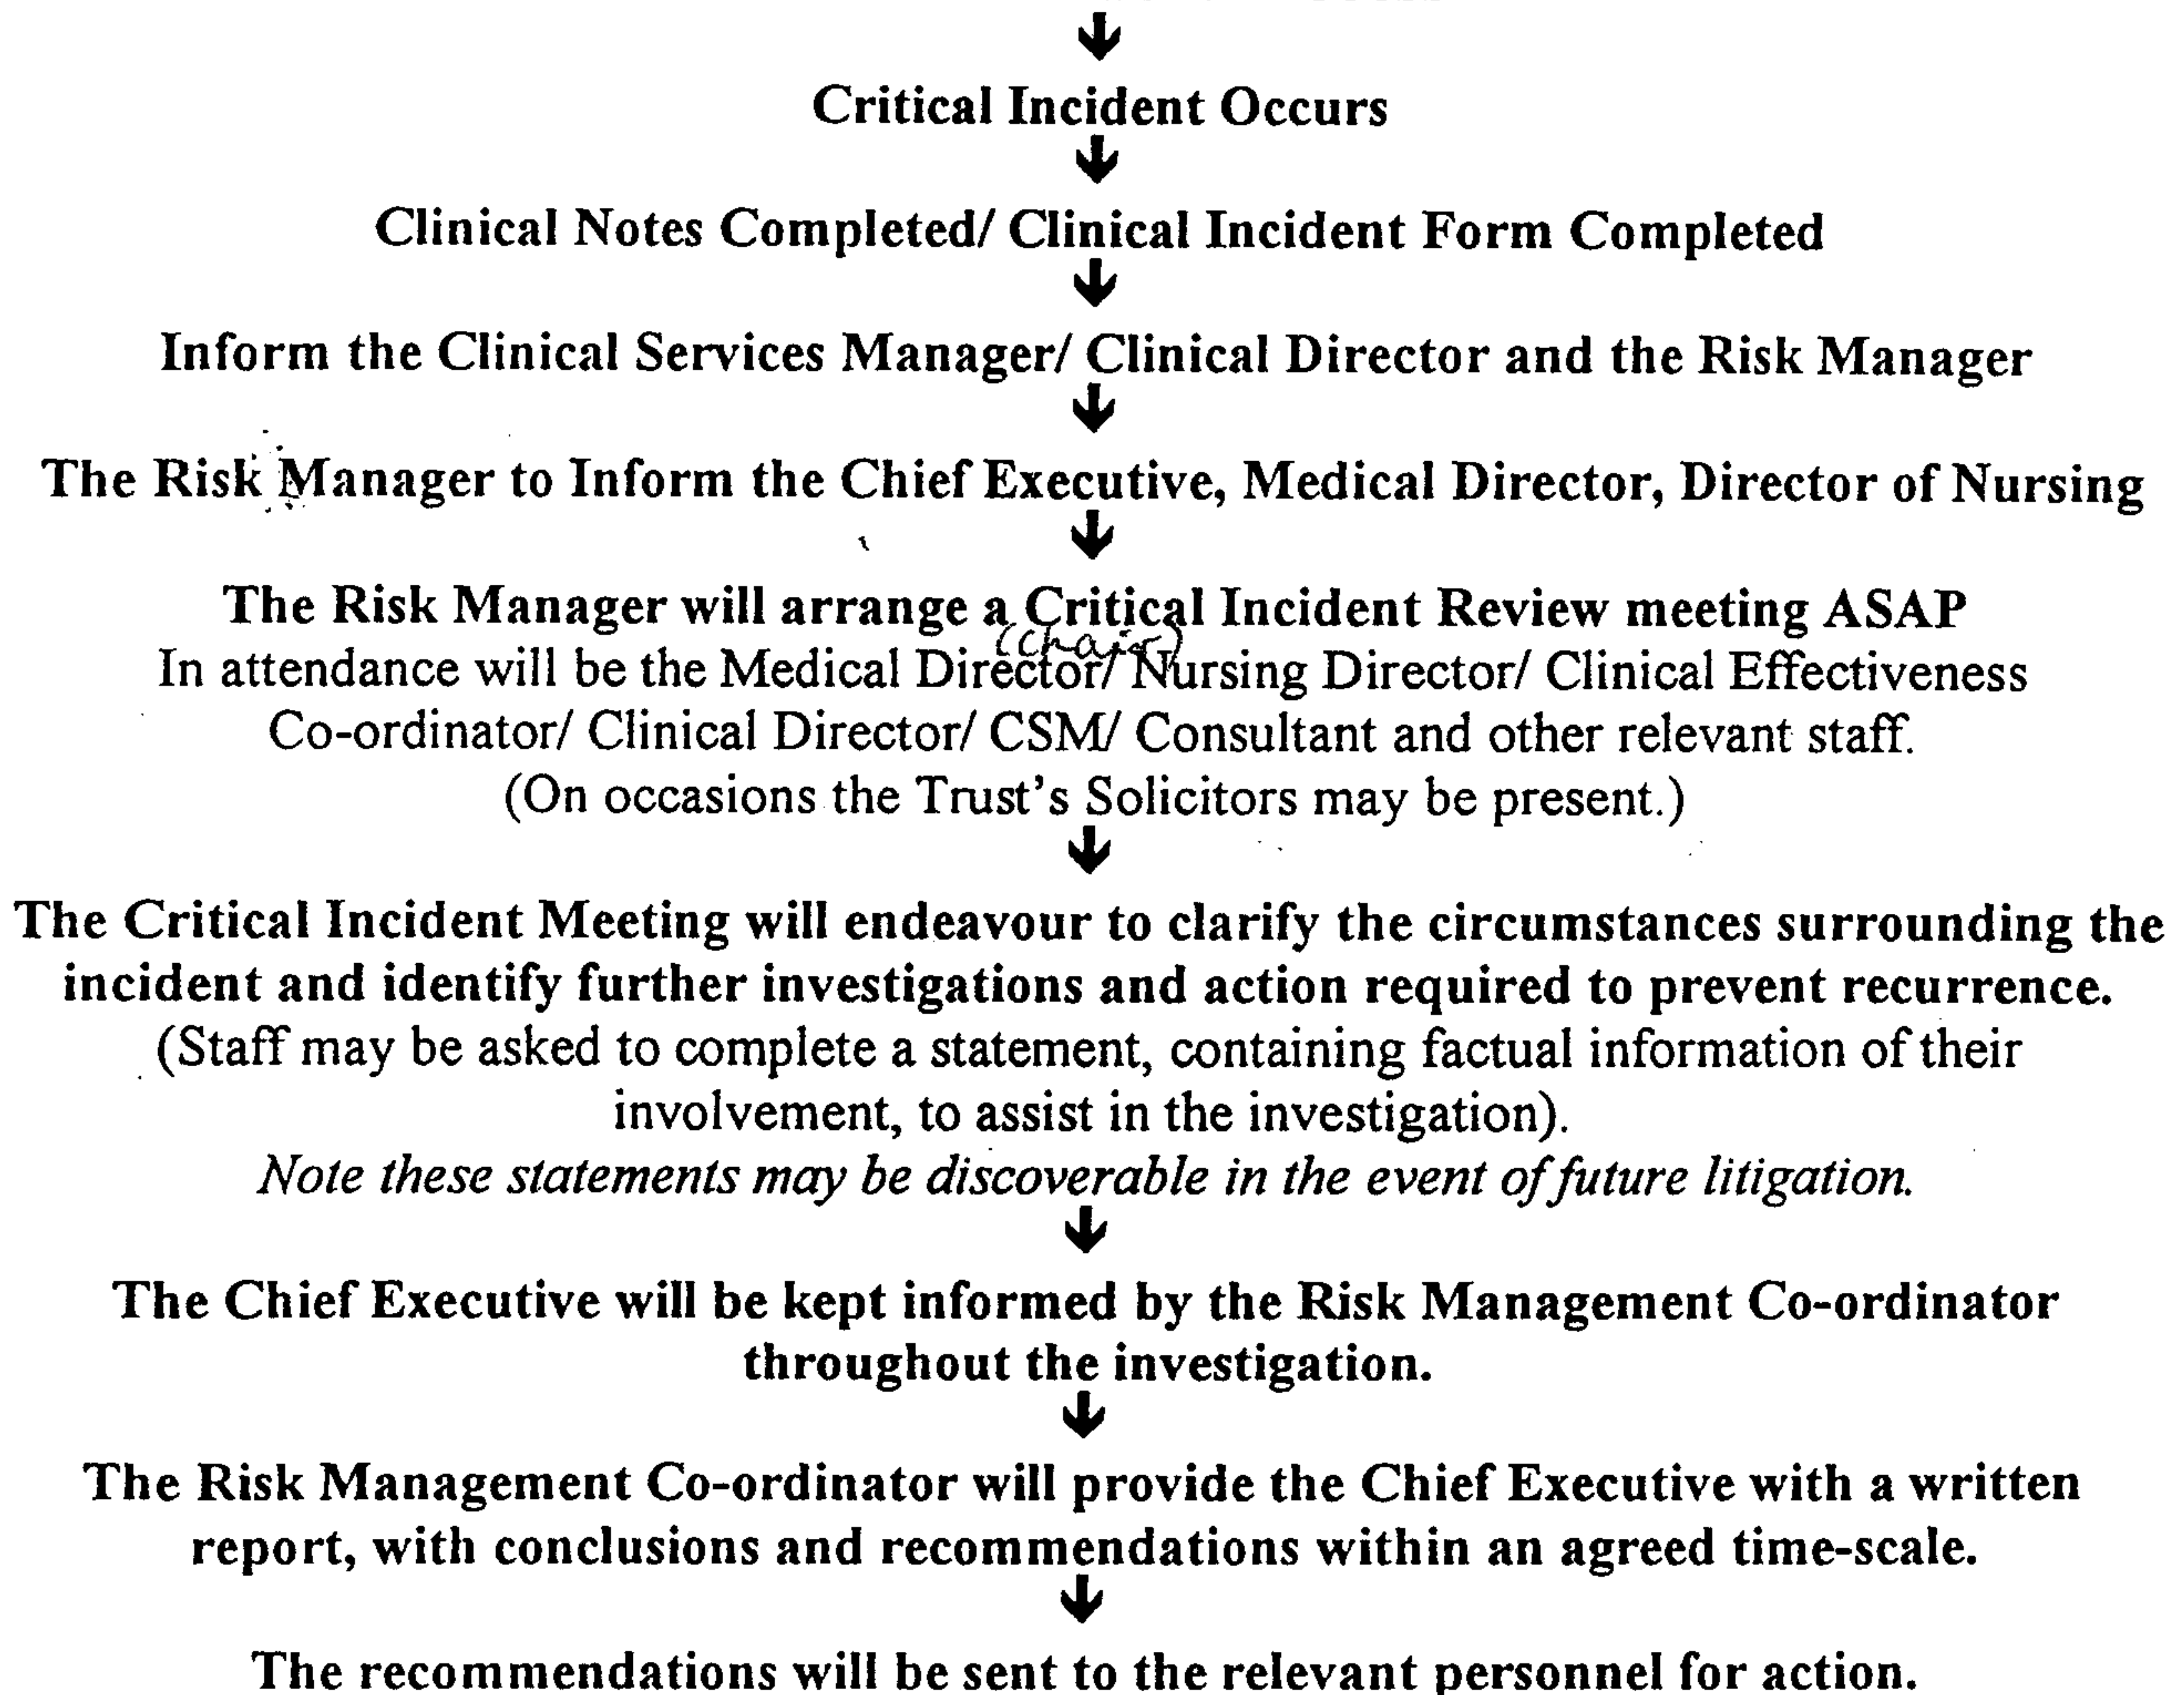 Critical Incident Occurs
Clinical Notes Completed/ Clinical Incident Form Completed
Inform the Clinical Services Manager/ Clinical Director and the Risk Manager
The Risk Manager to Inform the Chief Executive, Medical Director, Director of Nursing
The Risk Manager will arrange a Critical Incident Review meeting ASAP
(chair)
In attendance will be the Medical Director/ Nursing Director/ Clinical Effectiveness
Co-ordinator/ Clinical Director/ CSM/ Consultant and other relevant staff.
(On occasions the Trust's Solicitors may be present.)
The Critical Incident Meeting will endeavour to clarify the circumstances surrounding the
incident and identify further investigations and action required to prevent recurrence.
(Staff may be asked to complete a statement, containing factual information of their
involvement, to assist in the investigation).
Note these statements may be discoverable in the event of future litigation.
The Chief Executive will be kept informed by the Risk Management Co-ordinator
throughout the investigation.
The Risk Management Co-ordinator will provide the Chief Executive with a written
report, with conclusions and recommendations within an agreed time-scale.
The recommendations will be sent to the relevant personnel for action.